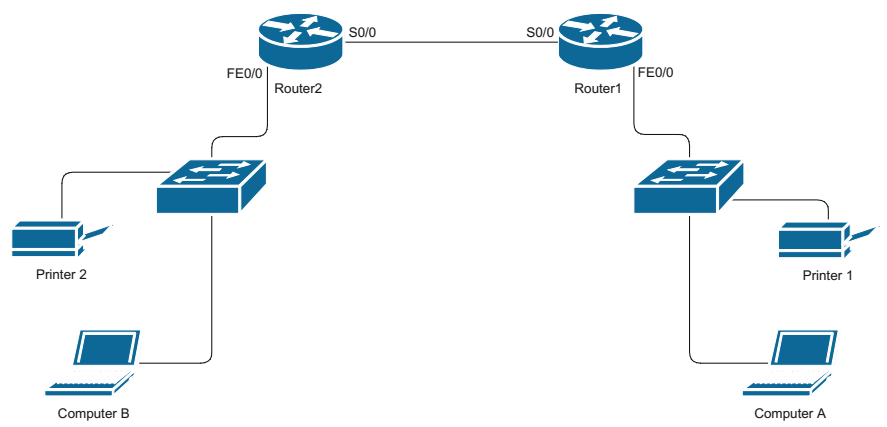 S0/0
S0/0
FE0/0
FE0/0
Router2
Router1
Printer 2
Printer 1
Computer B
Computer A